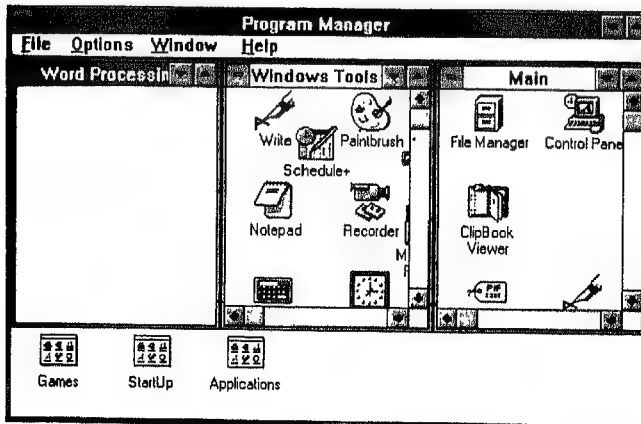 Program Manager
File Options Window Help
Word Processin
Windows Tools
Main
Write
Paintbrush
Schedule+
File Manager
Control Pane
Notepad
Recorder
M
ClipBook
Viewer
PIF
Games
StartUp
Applications